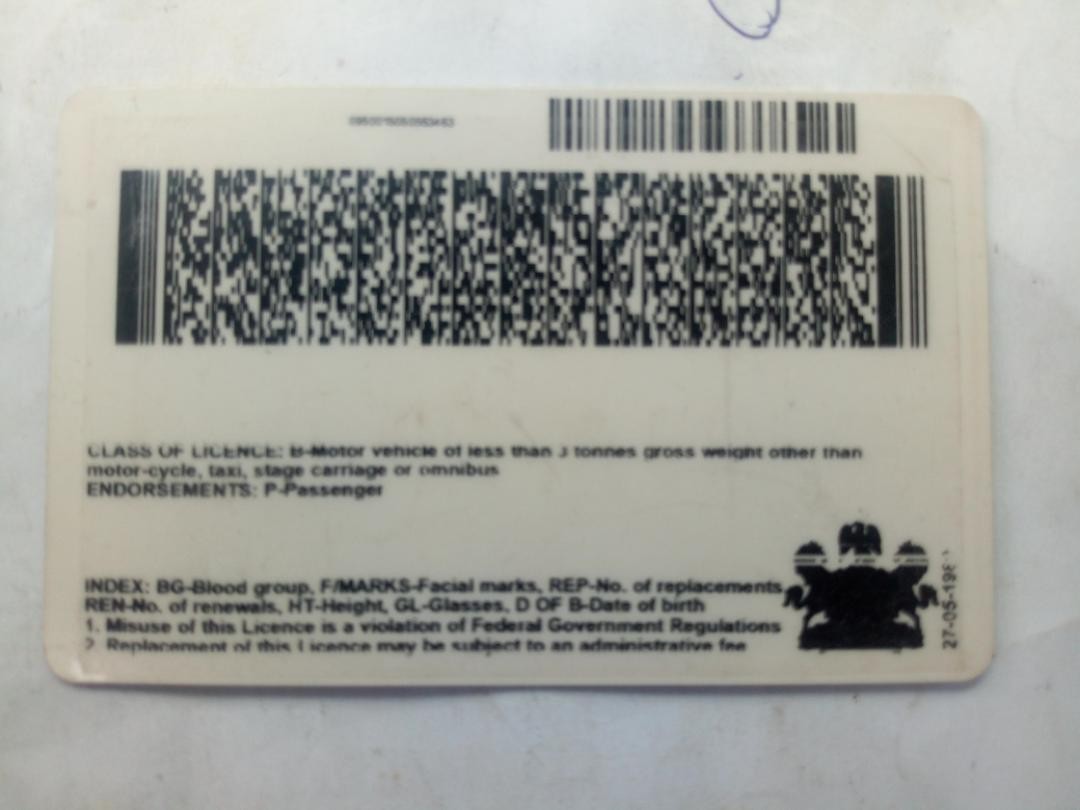 CLASS OF LICENCE: B-Motor vehicle of less than 3 tonnes gross weight other than
motor-cycle, taxi, stage carriage or omnibus
ENDORSEMENTS: P-Passenger
INDEX: BG-Blood group, F/MARKS-Facial marks, REP-No. of replacements,
REN-No. of renewals, HT-Height, GL-Glasses, D OF B-Date of birth
1. Misuse of this Licence is a violation of Federal Government Regulations
2. Replacement of this Licence may be subject to an administrative fee